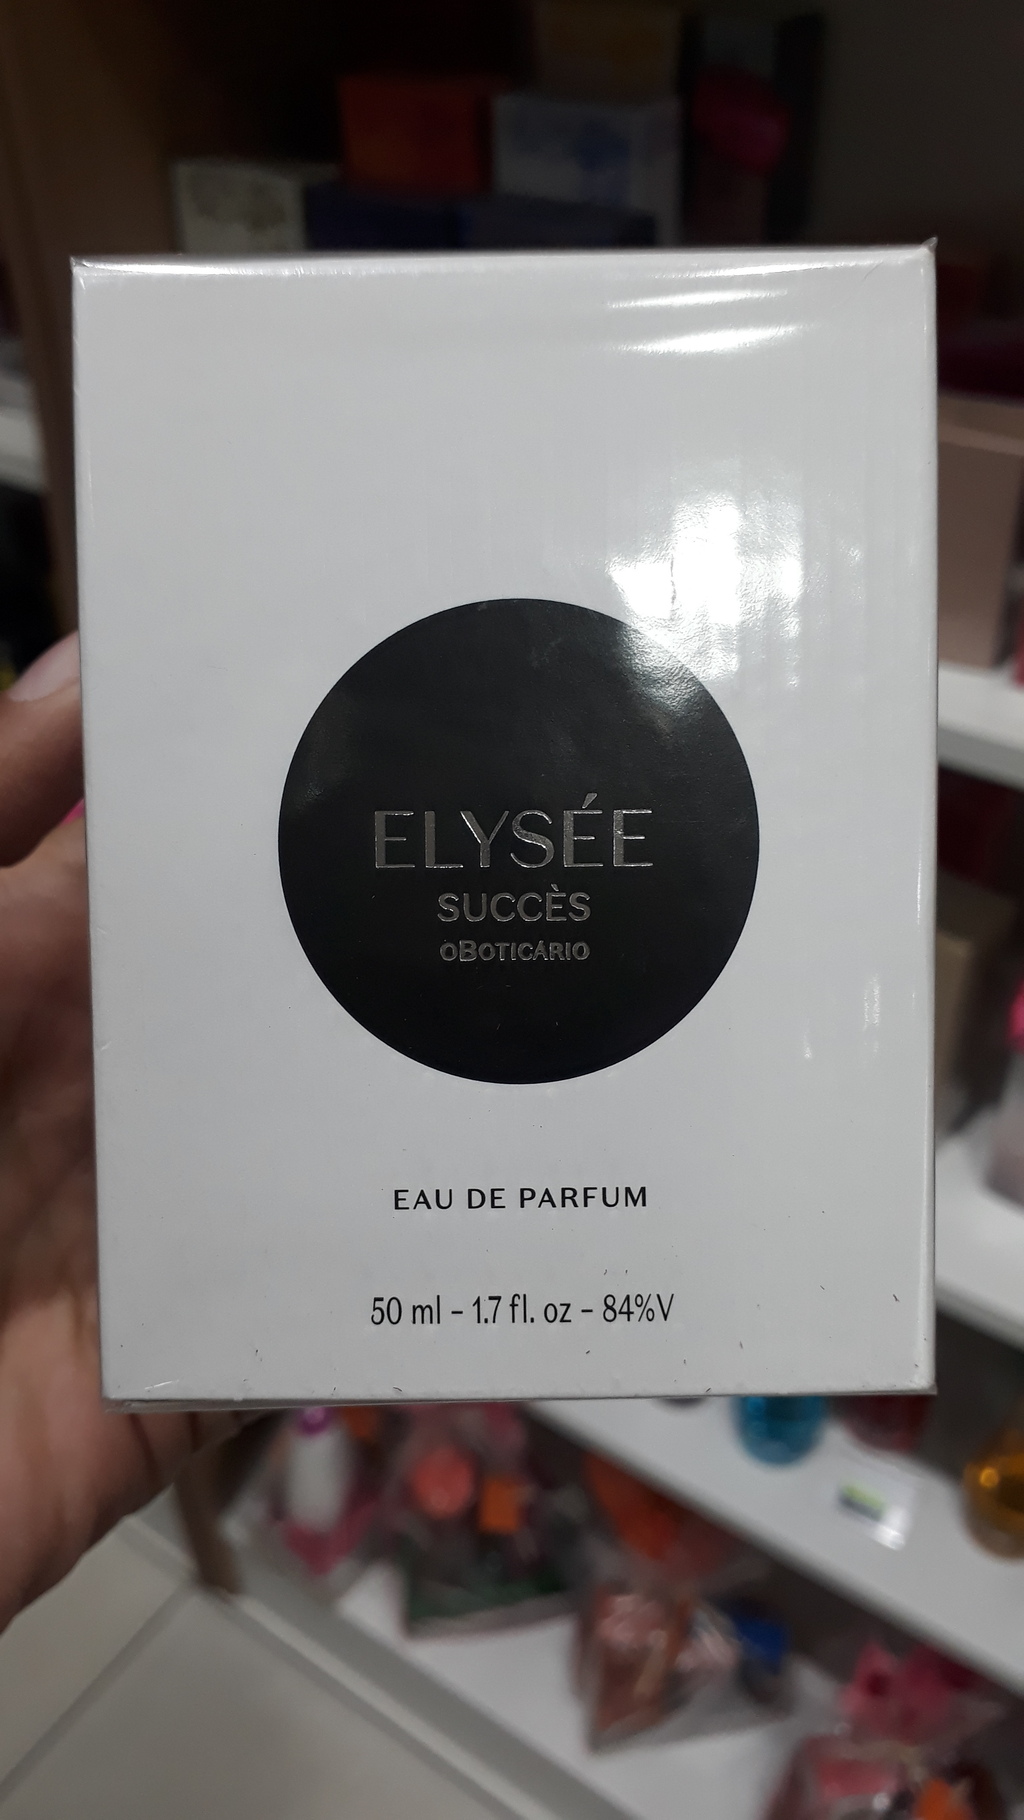 ELYSÉE
SUCCÈS
OBOTICÁRIO
EAU DE PARFUM
50 ml - 1.7 fl. oz - 84%V